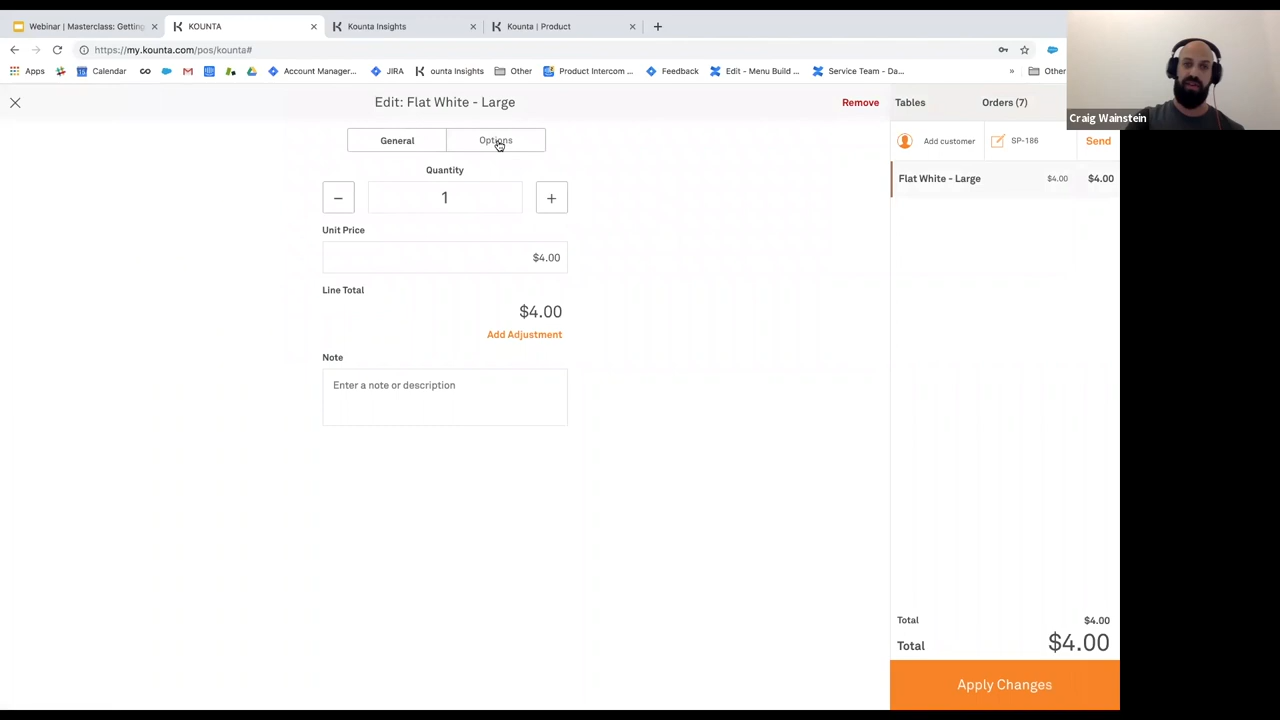 Webinar | Masterclass: Getting
KOUNTA
Kounta Insights
Kounta | Product
https://my.kounta.com/pos/kounta#
Apps
Calendar
Account Manager...
JIRA
ounta Insights
Other
Product Intercom ...
Feedback
Edit - Menu Build ...
Service Team - Da...
»
Other
Craig Wainstein
Edit: Flat White - Large
Remove
General
Options
Quantity
− 1 +
Unit Price
$4.00
Line Total
$4.00
Add Adjustment
Note
Enter a note or description
Tables
Orders (7)
Add customer
SP-186
Send
Flat White - Large $4.00 $4.00
Total $4.00
Total $4.00
Apply Changes